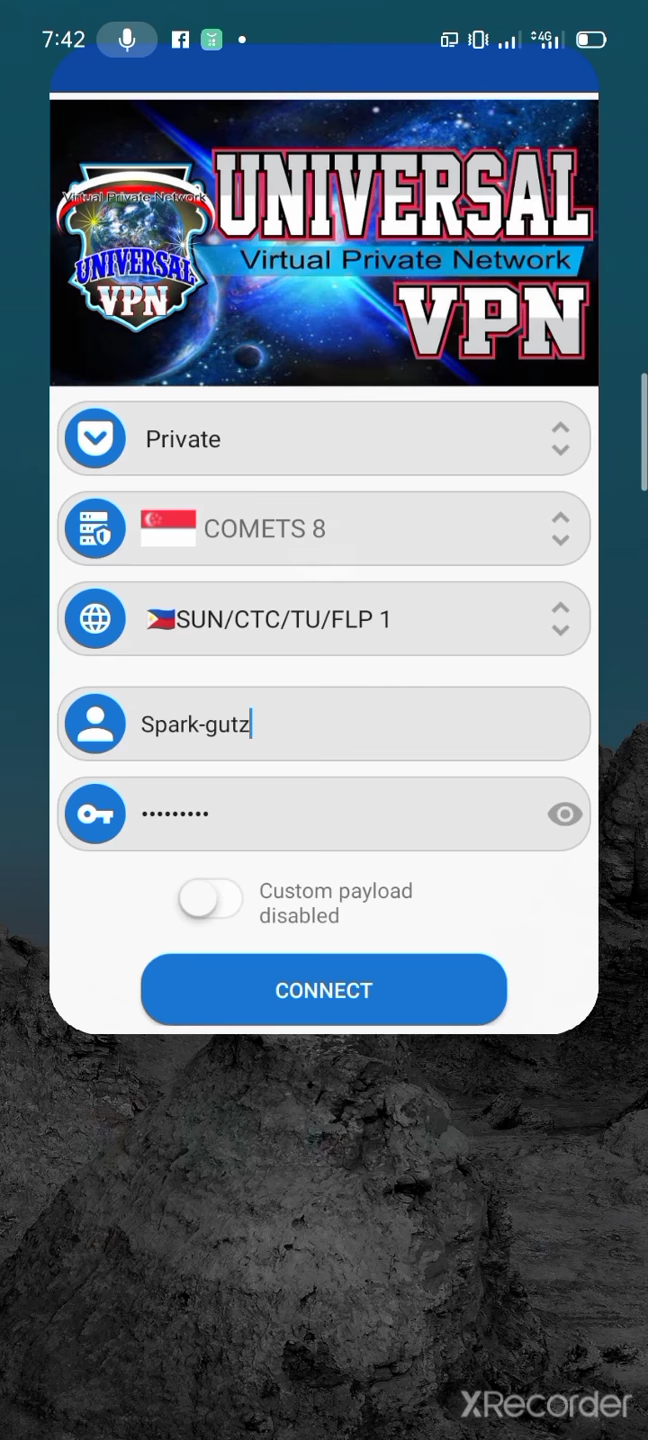 7:42
4G
Virtual Private Network
UNIVERSAL
VPN
UNIVERSAL
Virtual Private Network
VPN
Private
COMETS 8
SUN/CTC/TU/FLP 1
Spark-gutz
•••••••••
Custom payload
disabled
CONNECT
XRecorder